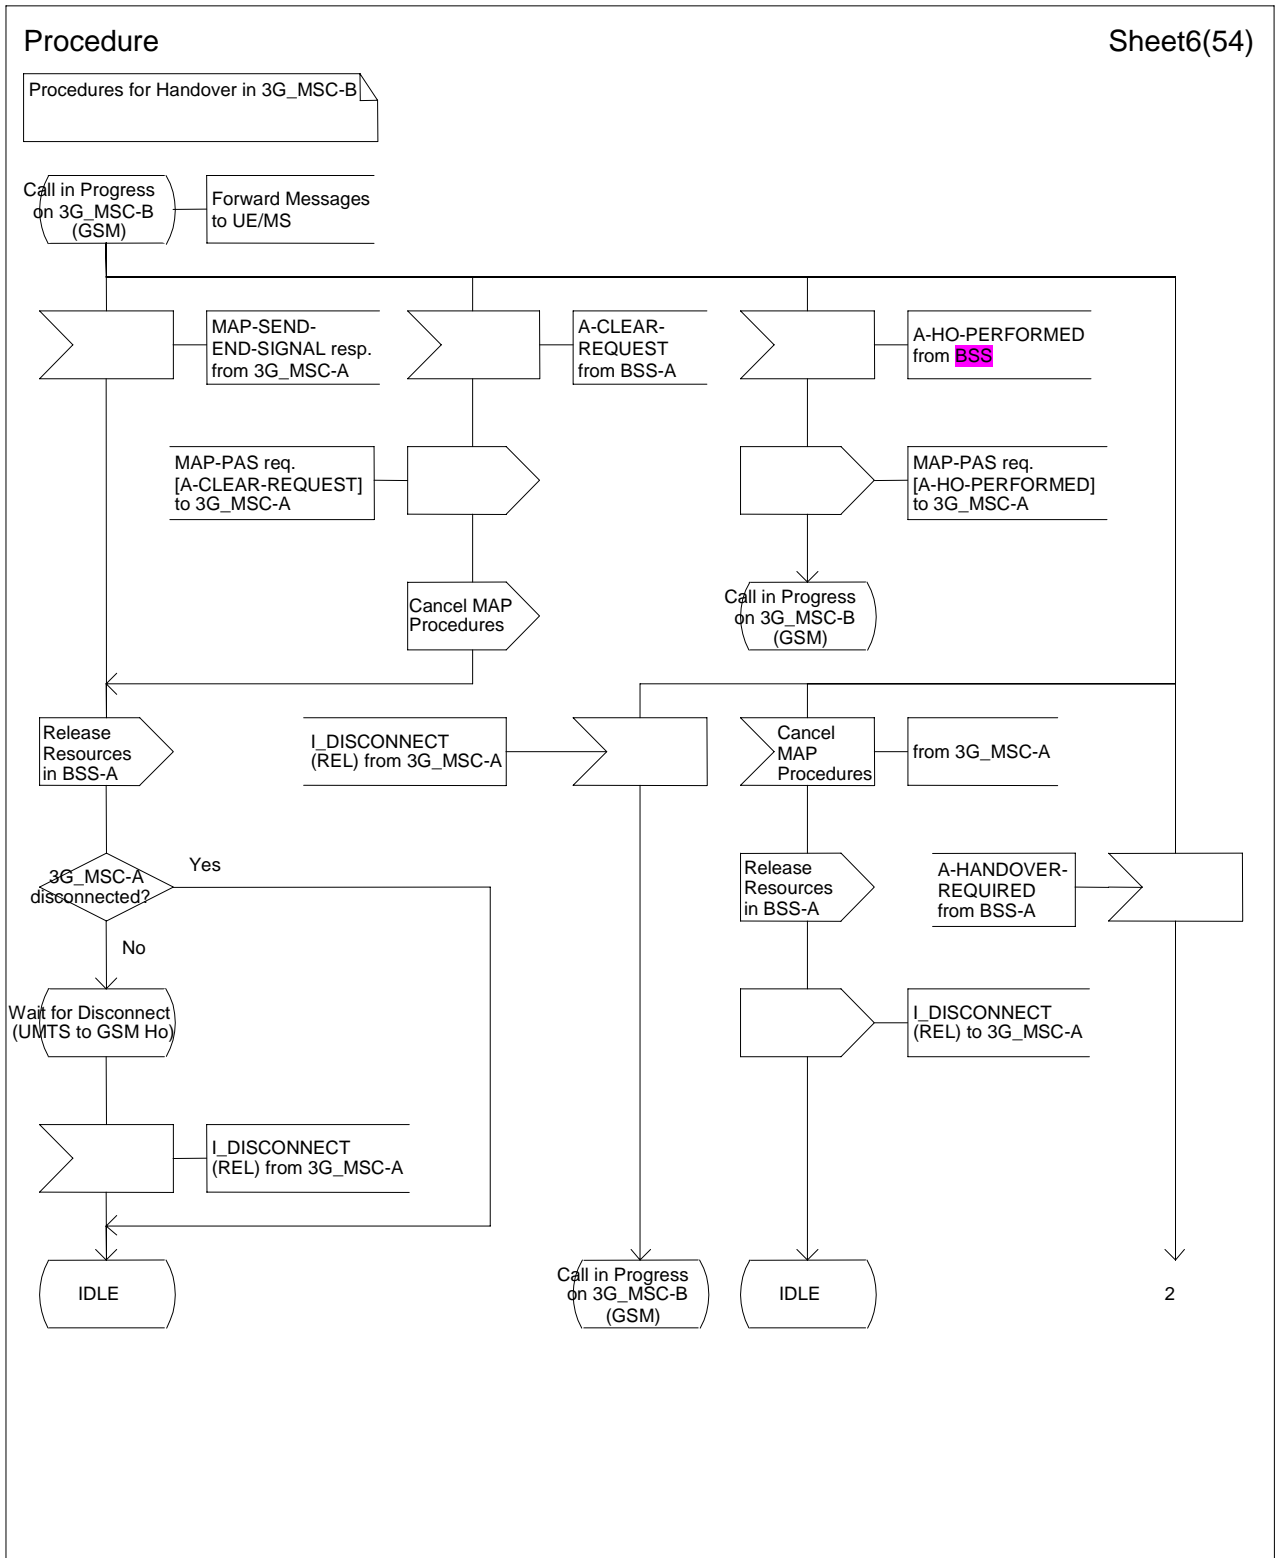 Procedure
Sheet6(54)
Procedures for Handover in 3G_MSC-B
Call in Progress
on 3G_MSC-B
(GSM)
Forward Messages
to UE/MS
MAP-SEND-
END-SIGNAL resp.
from 3G_MSC-A
A-CLEAR-
REQUEST
from BSS-A
A-HO-PERFORMED
from BSS
MAP-PAS req.
[A-CLEAR-REQUEST]
to 3G_MSC-A
MAP-PAS req.
[A-HO-PERFORMED]
to 3G_MSC-A
Cancel MAP
Procedures
Call in Progress
on 3G_MSC-B
(GSM)
Release
Resources
in BSS-A
I_DISCONNECT
(REL) from 3G_MSC-A
Cancel
MAP
Procedures
from 3G_MSC-A
3G_MSC-A
disconnected?
Yes
No
Release
Resources
in BSS-A
A-HANDOVER-
REQUIRED
from BSS-A
Wait for Disconnect
(UMTS to GSM Ho)
I_DISCONNECT
(REL) to 3G_MSC-A
I_DISCONNECT
(REL) from 3G_MSC-A
IDLE
Call in Progress
on 3G_MSC-B
(GSM)
IDLE
2